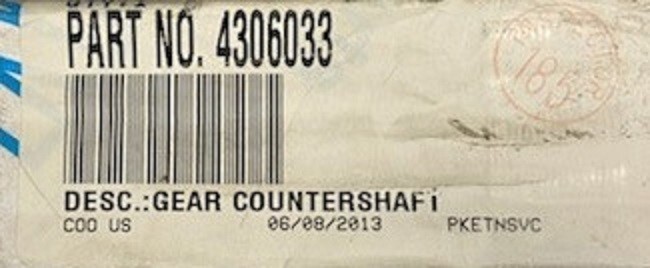 PART NO. 4306033
DESC.:GEAR COUNTERSHAFT
COO US 06/08/2013 PKETNSVC
185